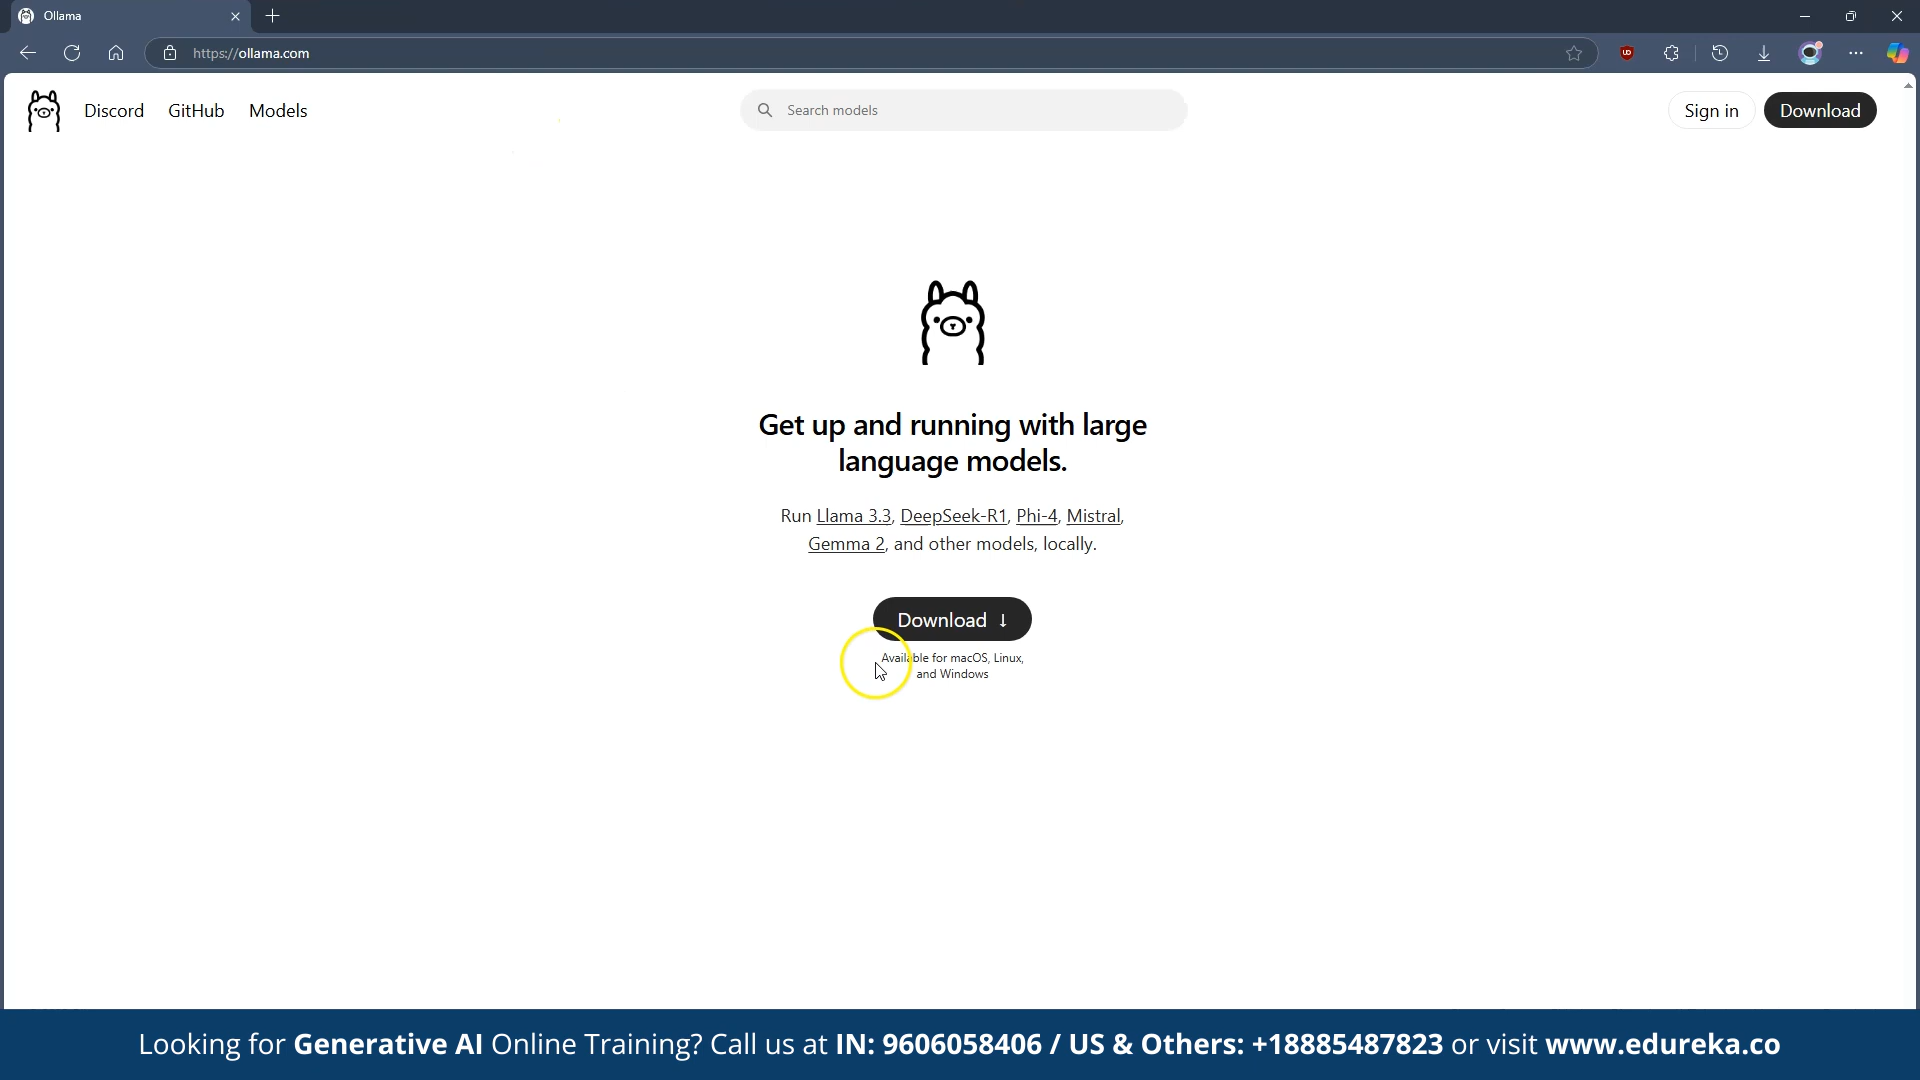 Ollama
https://ollama.com
UD
Discord GitHub Models
Search models
Sign in
Download
Get up and running with large
language models.
Run Llama 3.3, DeepSeek-R1, Phi-4, Mistral,
Gemma 2, and other models, locally.
Download ↓
Available for macOS, Linux,
and Windows
Looking for Generative AI Online Training? Call us at IN: 9606058406 / US & Others: +18885487823 or visit www.edureka.co